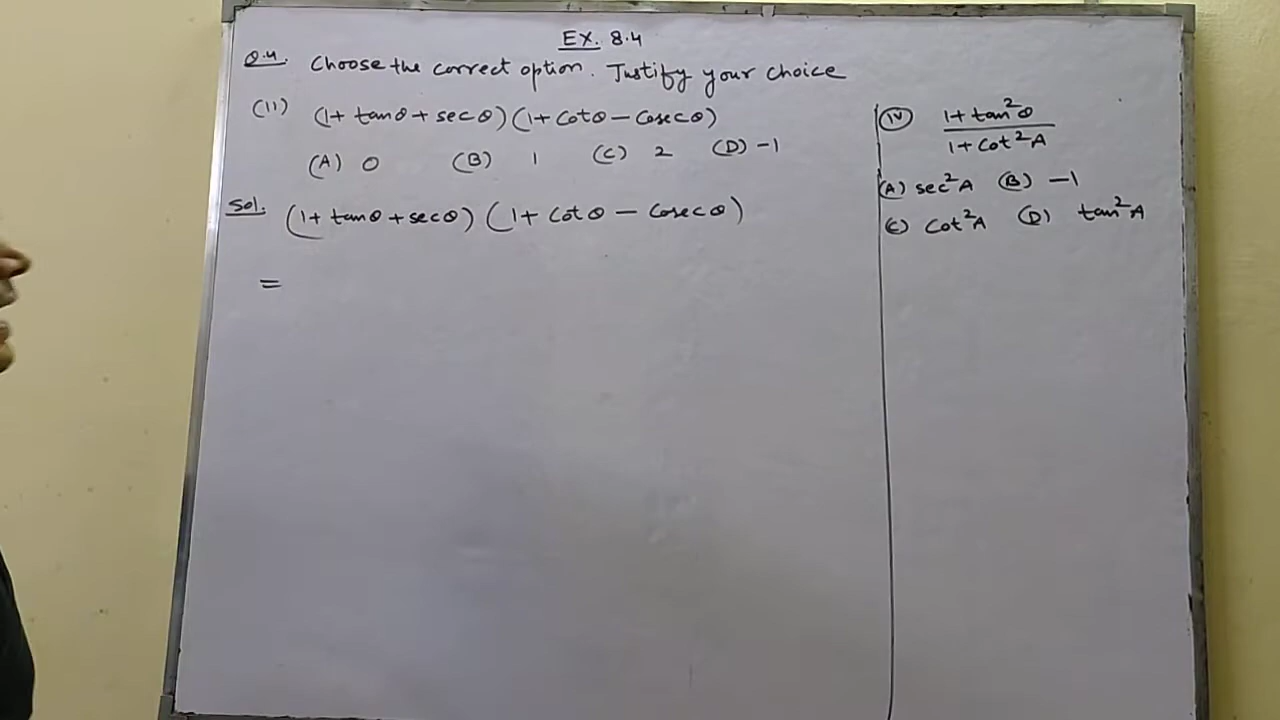 EX. 8.4
Q.4. Choose the correct option. Justify your choice
(11) (1+ tanθ + secθ)(1+ Cotθ − Cosecθ)
(A) 0 (B) 1 (C) 2 (D) -1
Sol. (1+ tanθ + secθ) (1+ Cotθ − Cosecθ)
=
(iv) 1+ tan²θ
1+ Cot²A
(A) sec²A (B) −1
(C) Cot²A (D) tan²A